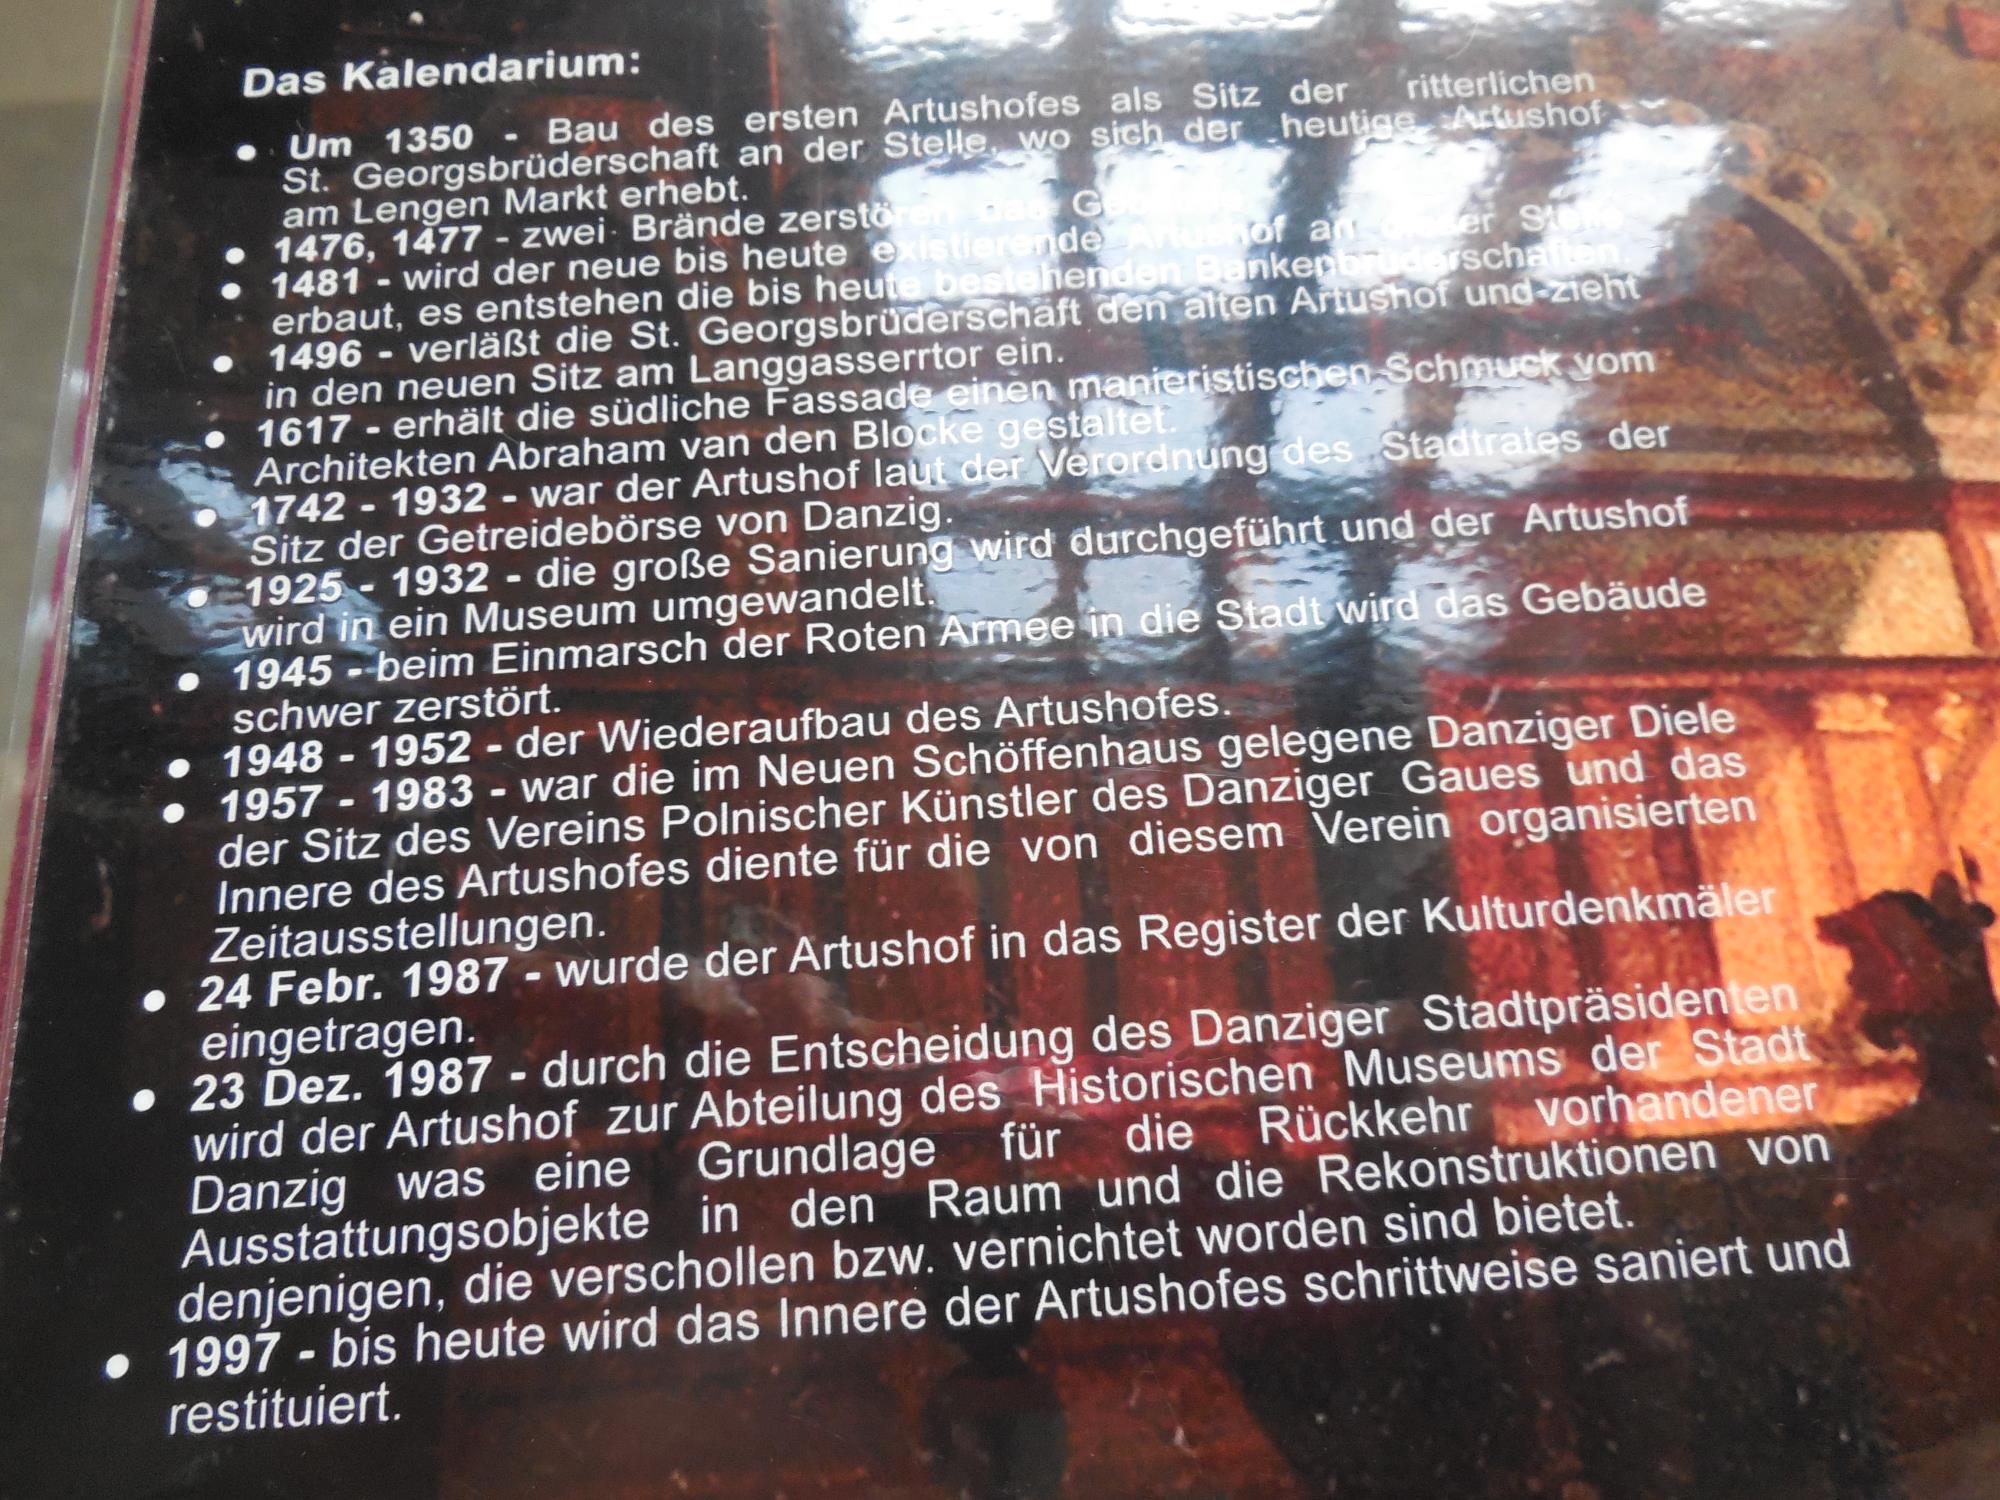 Das Kalendarium:
• Um 1350 - Bau des ersten Artushofes als Sitz der ritterlichen
St. Georgsbrüderschaft an der Stelle, wo sich der heutige Artushof
am Lengen Markt erhebt.
• 1476, 1477 - zwei Brände zerstören das Gebäude.
• 1481 - wird der neue bis heute existierende Artushof an dieser Stelle
erbaut, es entstehen die bis heute bestehenden Bankenbrüderschaften.
• 1496 - verläßt die St. Georgsbrüderschaft den alten Artushof und zieht
in den neuen Sitz am Langgasserrtor ein.
• 1617 - erhält die südliche Fassade einen manieristischen Schmuck vom
Architekten Abraham van den Blocke gestaltet.
• 1742 - 1932 - war der Artushof laut der Verordnung des Stadtrates der
Sitz der Getreidebörse von Danzig.
• 1925 - 1932 - die große Sanierung wird durchgeführt und der Artushof
wird in ein Museum umgewandelt.
• 1945 - beim Einmarsch der Roten Armee in die Stadt wird das Gebäude
schwer zerstört.
• 1948 - 1952 - der Wiederaufbau des Artushofes.
• 1957 - 1983 - war die im Neuen Schöffenhaus gelegene Danziger Diele
der Sitz des Vereins Polnischer Künstler des Danziger Gaues und das
Innere des Artushofes diente für die von diesem Verein organisierten
Zeitausstellungen.
• 24 Febr. 1987 - wurde der Artushof in das Register der Kulturdenkmäler
eingetragen.
• 23 Dez. 1987 - durch die Entscheidung des Danziger Stadtpräsidenten
wird der Artushof zur Abteilung des Historischen Museums der Stadt
Danzig was eine Grundlage für die Rückkehr vorhandener
Ausstattungsobjekte in den Raum und die Rekonstruktionen von
denjenigen, die verschollen bzw. vernichtet worden sind bietet.
• 1997 - bis heute wird das Innere der Artushofes schrittweise saniert und
restituiert.